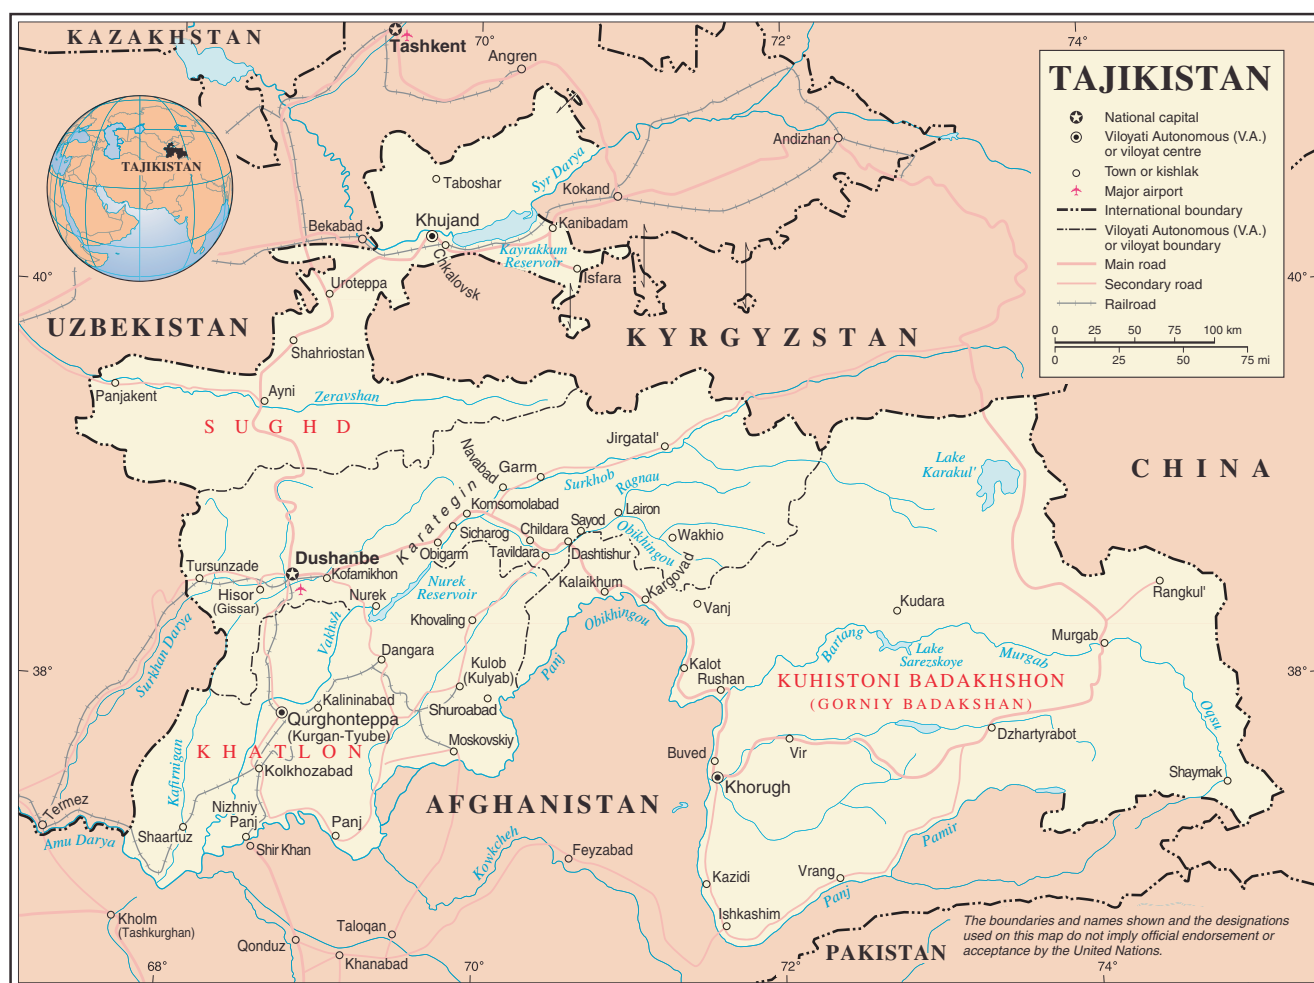 KAZAKHSTAN
Tashkent
70°
72°
74°
Angren
Andizhan
TAJIKISTAN
Taboshar
Syr Darya
Kokand
Khujand
Kanibadam
Bekabad
Kayrakkum
Reservoir
Chkalovsk
Isfara
40°
40°
Uroteppa
UZBEKISTAN
KYRGYZSTAN
Shahriostan
Panjakent
Ayni
Zeravshan
SUGHD
TAJIKISTAN
National capital
Viloyati Autonomous (V.A.)
or viloyat centre
Town or kishlak
Major airport
International boundary
Viloyati Autonomous (V.A.)
or viloyat boundary
Main road
Secondary road
Railroad
0 25 50 75 100 km
0 25 50 75 mi
Jirgatal'
Navabad
Garm
Surkhob
Ragnau
Lake
Karakul'
CHINA
Karategin
Komsomolabad
Lairon
Sicharog
Childara
Sayod
Obikhingou
Wakhio
Obigarm
Tavildara
Dashtishur
Dushanbe
Tursunzade
Kofarnikhon
Hisor
(Gissar)
Nurek
Nurek
Reservoir
Kalaikhum
Kargovad
Vanj
Kudara
Rangkul'
Khovaling
Obikhingou
Surkhan Darya
Vakhsh
Dangara
Panj
Bartang
Lake
Sarezskoye
Murgab
Murgab
38°
38°
Kulob
(Kulyab)
Kalot
Rushan
KUHISTONI BADAKHSHON
(GORNIY BADAKSHAN)
Oqsu
Kalininabad
Shuroabad
Qurghonteppa
(Kurgan-Tyube)
KHATLON
Moskovskiy
Dzhartyrabot
Buved
Vir
Kafirnigan
Kolkhozabad
Khorugh
Shaymak
Termez
Nizhniy
Panj
Panj
AFGHANISTAN
Amu Darya
Shaartuz
Shir Khan
Kowkcheh
Feyzabad
Pamir
Kazidi
Vrang
Panj
Kholm
(Tashkurghan)
Taloqan
Ishkashim
Qonduz
Khanabad
PAKISTAN
The boundaries and names shown and the designations
used on this map do not imply official endorsement or
acceptance by the United Nations.
68°
70°
72°
74°